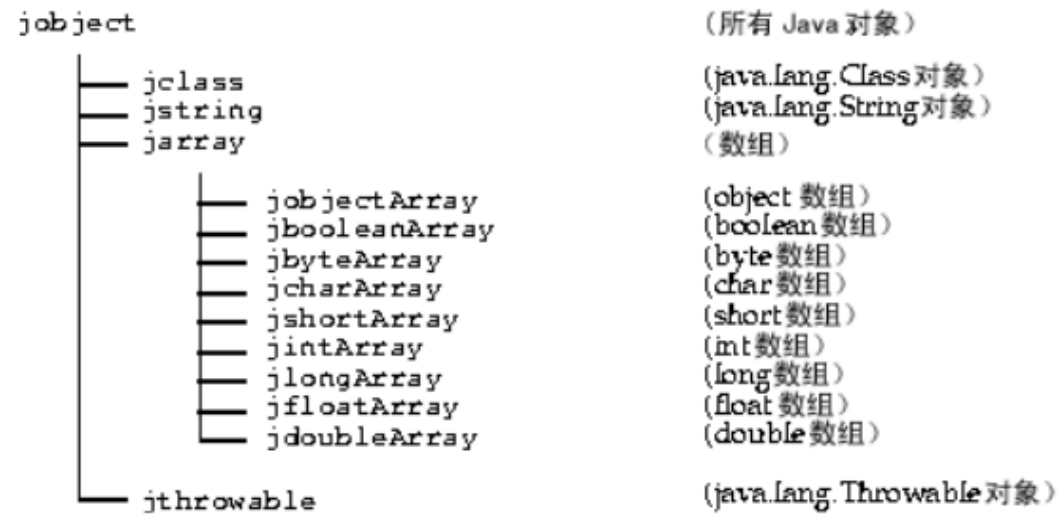 jobject (所有 Java 对象)
jclass (java.lang.Class对象)
jstring (java.lang.String对象)
jarray (数组)
jobjectArray (object 数组)
jbooleanArray (boolean数组)
jbyteArray (byte数组)
jcharArray (char数组)
jshortArray (short数组)
jintArray (int数组)
jlongArray (long数组)
jfloatArray (float数组)
jdoubleArray (double数组)
jthrowable (java.lang.Throwable对象)